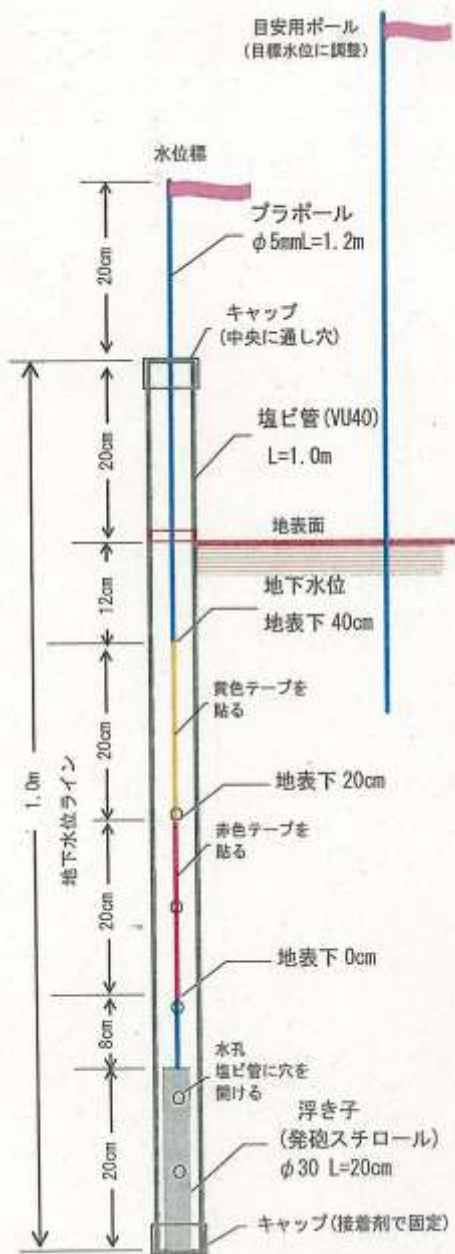 目安用ポール
(目標水位に調整)
水位標
プラポール
φ5mmL=1.2m
20cm
キャップ
(中央に通し穴)
塩ビ管(VU40)
L=1.0m
20cm
地表面
地下水位
地表下 40cm
12cm
黄色テープを
貼る
20cm
1.0m
地下水位ライン
地表下 20cm
赤色テープを
貼る
20cm
地表下 0cm
8cm
水孔
塩ビ管に穴を
開ける
浮き子
(発砲スチロール)
φ30 L=20cm
20cm
キャップ(接着剤で固定)